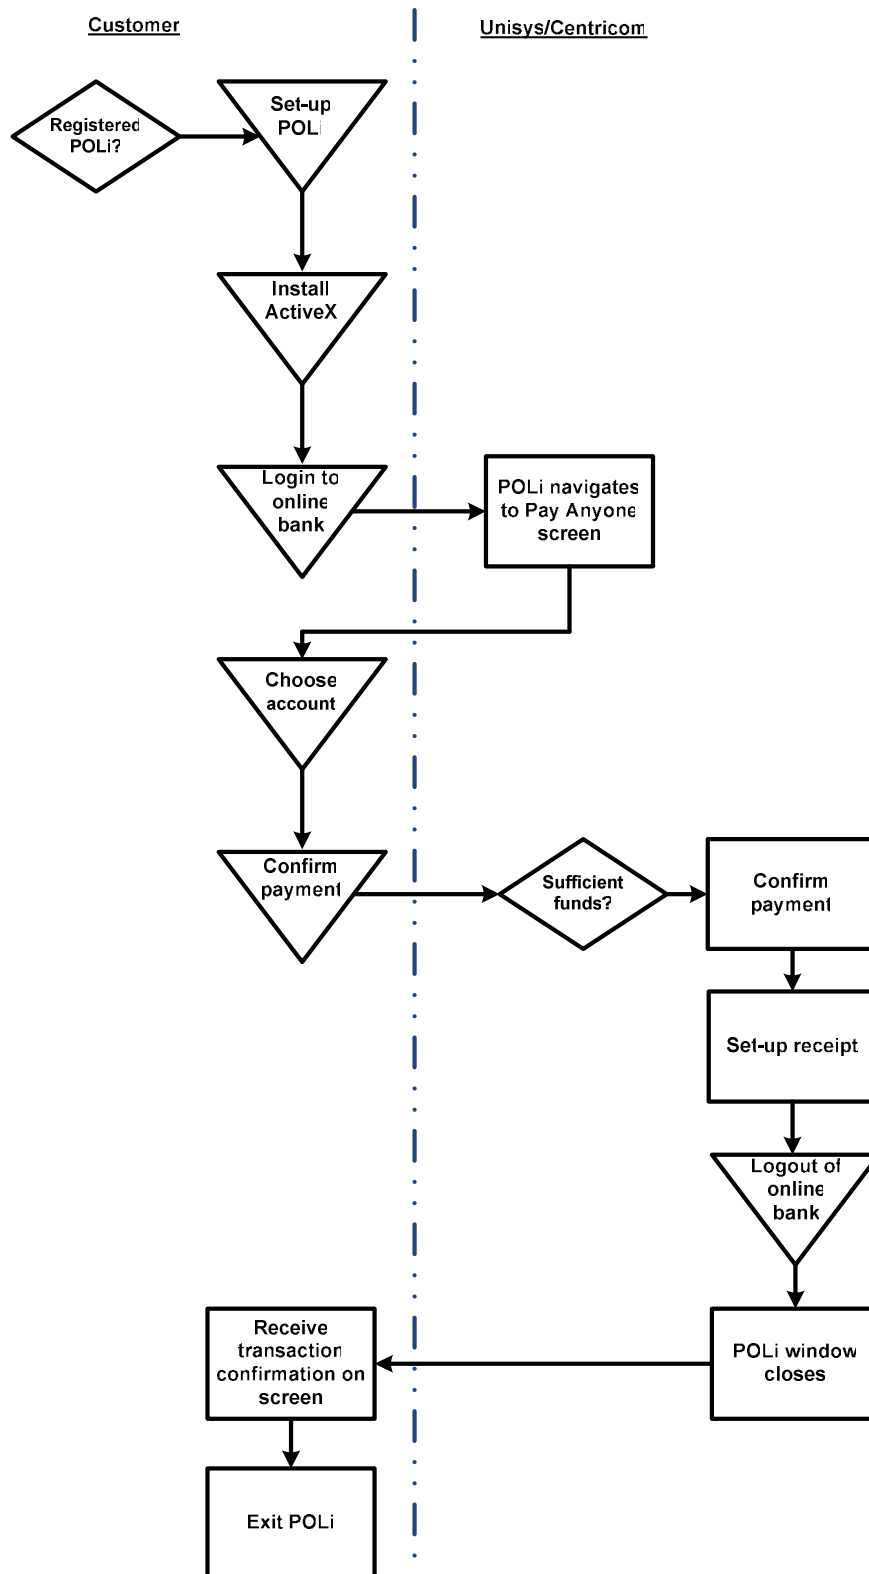 Customer
Unisys/Centricom
Registered
POLi?
Set-up
POLi
Install
ActiveX
Login to
online
bank
POLi navigates
to Pay Anyone
screen
Choose
account
Confirm
payment
Sufficient
funds?
Confirm
payment
Set-up receipt
Logout of
online
bank
POLi window
closes
Receive
transaction
confirmation on
screen
Exit POLi